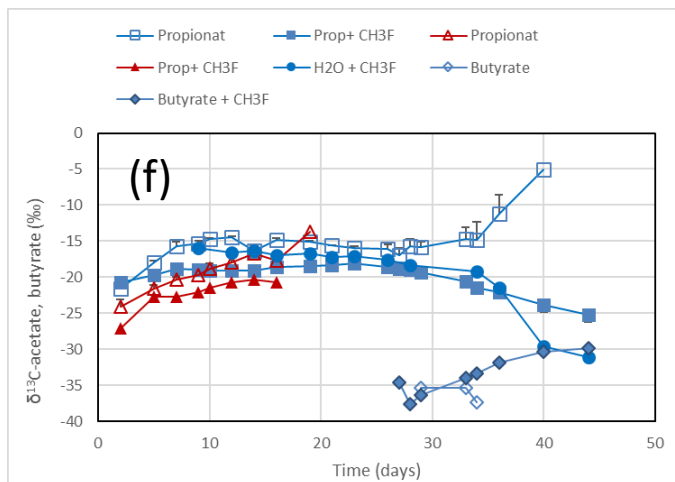 Propionat Prop+ CH3F Propionat
Prop+ CH3F H2O + CH3F Butyrate
Butyrate + CH3F
(f)
δ¹³C-acetate, butyrate (‰)
0
-5
-10
-15
-20
-25
-30
-35
-40
0 10 20 30 40 50
Time (days)